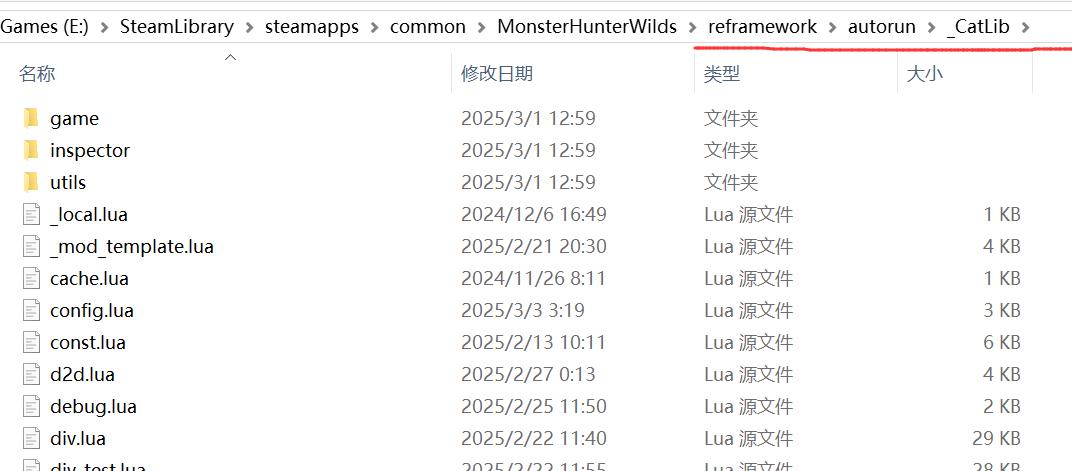 Games (E:) > SteamLibrary > steamapps > common > MonsterHunterWilds > reframework > autorun > _CatLib >
名称 修改日期 类型 大小
game 2025/3/1 12:59 文件夹
inspector 2025/3/1 12:59 文件夹
utils 2025/3/1 12:59 文件夹
_local.lua 2024/12/6 16:49 Lua 源文件 1 KB
_mod_template.lua 2025/2/21 20:30 Lua 源文件 4 KB
cache.lua 2024/11/26 8:11 Lua 源文件 1 KB
config.lua 2025/3/3 3:19 Lua 源文件 3 KB
const.lua 2025/2/13 10:11 Lua 源文件 6 KB
d2d.lua 2025/2/27 0:13 Lua 源文件 4 KB
debug.lua 2025/2/25 11:50 Lua 源文件 2 KB
div.lua 2025/2/22 11:40 Lua 源文件 29 KB
div_test.lua 2025/2/22 11:55 Lua 源文件 28 KB